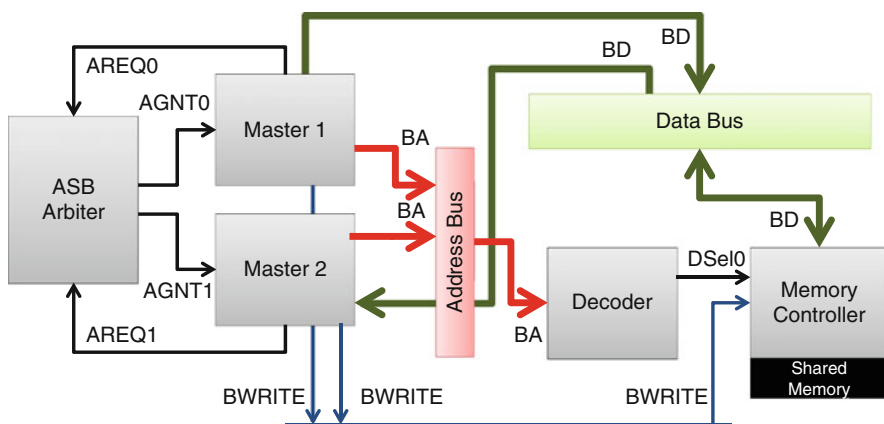 BD
BD
AREQ0
AGNT0
Master 1
BA
Data Bus
ASB
Arbiter
BA
Address Bus
BD
Master 2
AGNT1
DSel0
Decoder
Memory
Controller
AREQ1
BA
Shared
Memory
BWRITE
BWRITE
BWRITE